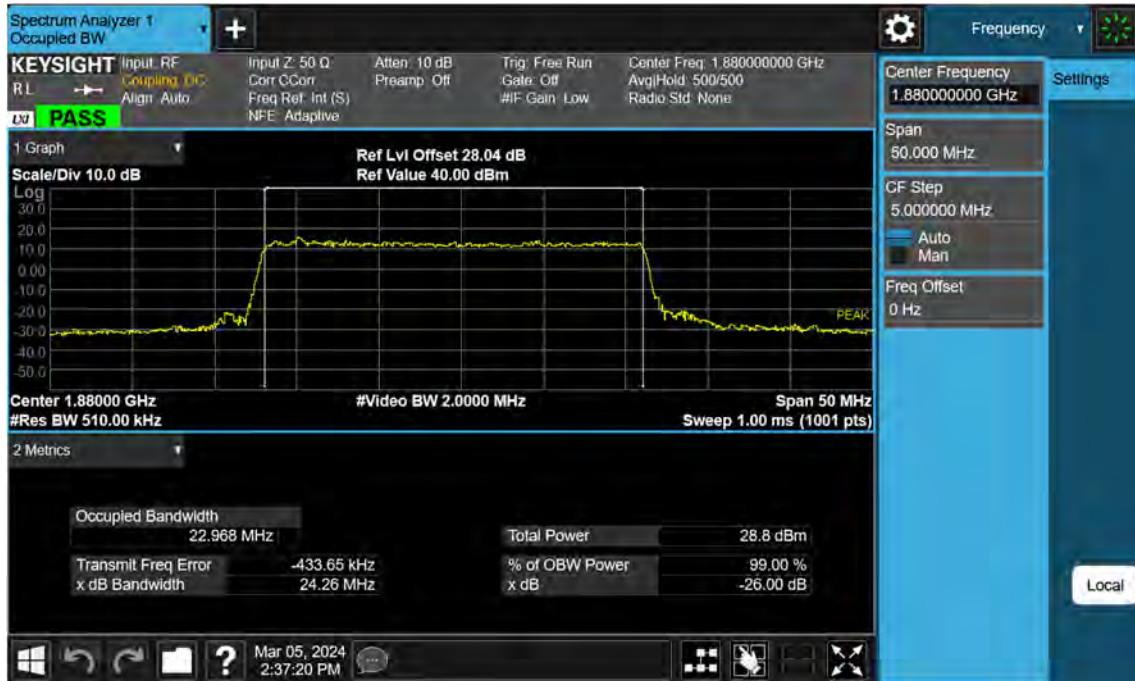 Spectrum Analyzer 1
Occupied BW
+
Frequency
KEYSIGHT Input: RF
R L Coupling: DC
Align: Auto
LXI PASS
Input Z: 50 Ω
Corr CCorr
Freq Ref: Int (S)
NFE: Adaptive
Atten: 10 dB
Preamp: Off
Trig: Free Run
Gate: Off
#IF Gain: Low
Center Freq: 1.880000000 GHz
Avg|Hold: 500/500
Radio Std: None
Center Frequency
1.880000000 GHz
Settings
Span
50.000 MHz
CF Step
5.000000 MHz
Auto
Man
Freq Offset
0 Hz
1 Graph
Scale/Div 10.0 dB
Ref Lvl Offset 28.04 dB
Ref Value 40.00 dBm
Log
30.0
20.0
10.0
0.00
-10.0
-20.0
-30.0
-40.0
-50.0
PEAK
Center 1.88000 GHz
#Video BW 2.0000 MHz
Span 50 MHz
#Res BW 510.00 kHz
Sweep 1.00 ms (1001 pts)
2 Metrics
Occupied Bandwidth
22.968 MHz
Total Power 28.8 dBm
Transmit Freq Error -433.65 kHz
% of OBW Power 99.00 %
x dB Bandwidth 24.26 MHz
x dB -26.00 dB
Local
?
Mar 05, 2024
2:37:20 PM